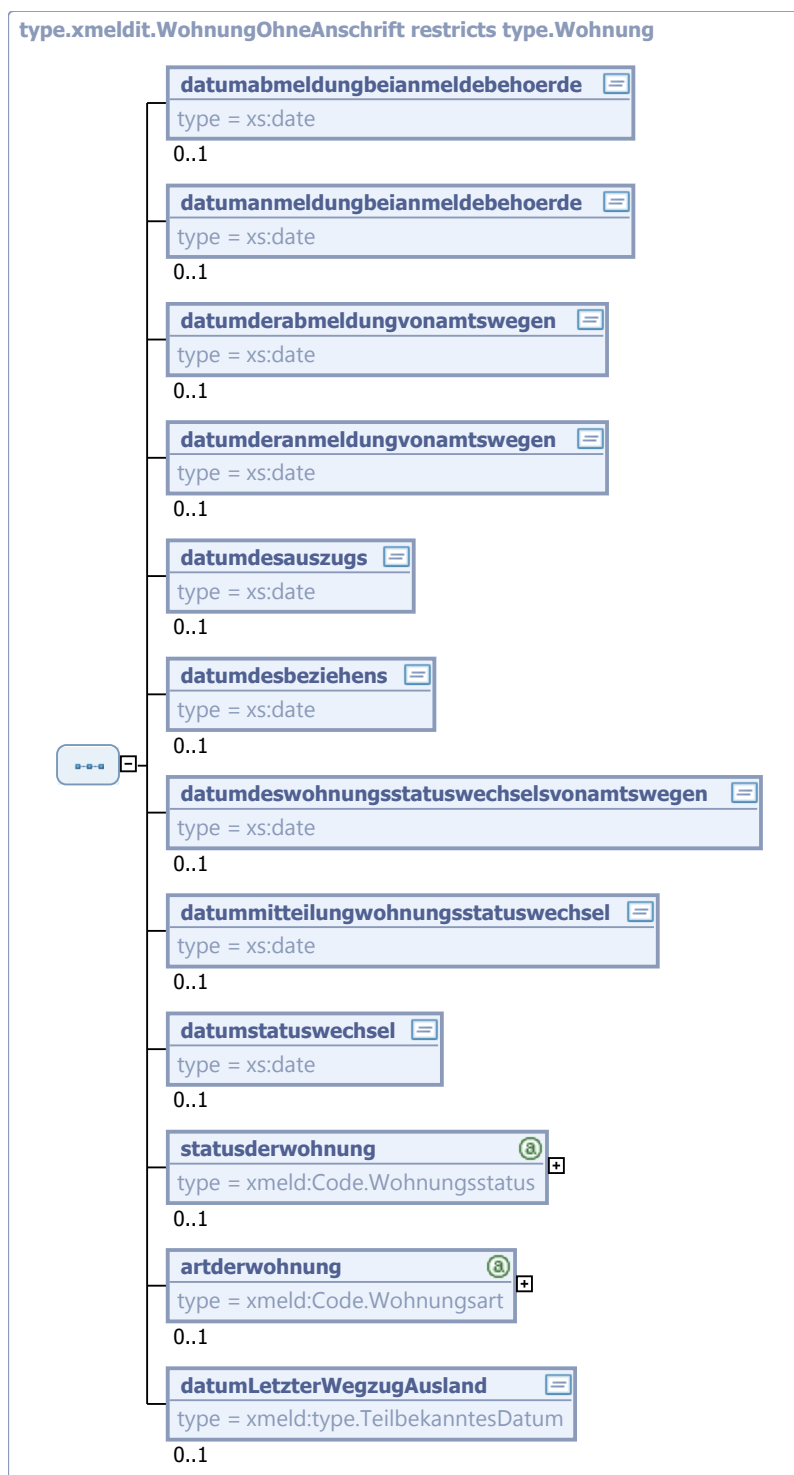 type.xmeldit.WohnungOhneAnschrift restricts type.Wohnung
datumabmeldungbeianmeldebehoerde
type = xs:date
0..1
datumanmeldungbeianmeldebehoerde
type = xs:date
0..1
datumderabmeldungvonamtswegen
type = xs:date
0..1
datumderanmeldungvonamtswegen
type = xs:date
0..1
datumdesauszugs
type = xs:date
0..1
datumdesbeziehens
type = xs:date
0..1
datumdeswohnungsstatuswechselsvonamtswegen
type = xs:date
0..1
datummitteilungwohnungsstatuswechsel
type = xs:date
0..1
datumstatuswechsel
type = xs:date
0..1
statusderwohnung
type = xmeld:Code.Wohnungsstatus
0..1
artderwohnung
type = xmeld:Code.Wohnungsart
0..1
datumLetzterWegzugAusland
type = xmeld:type.TeilbekanntesDatum
0..1